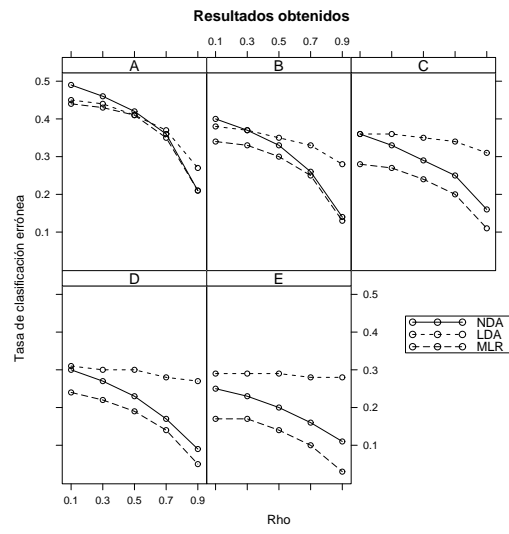 Resultados obtenidos
0.1 0.3 0.5 0.7 0.9
A B C
0.5
0.4
0.3
0.2
0.1
D E
0.5
0.4
0.3
0.2
0.1
NDA
LDA
MLR
0.1 0.3 0.5 0.7 0.9
Rho
Tasa de clasificación errónea